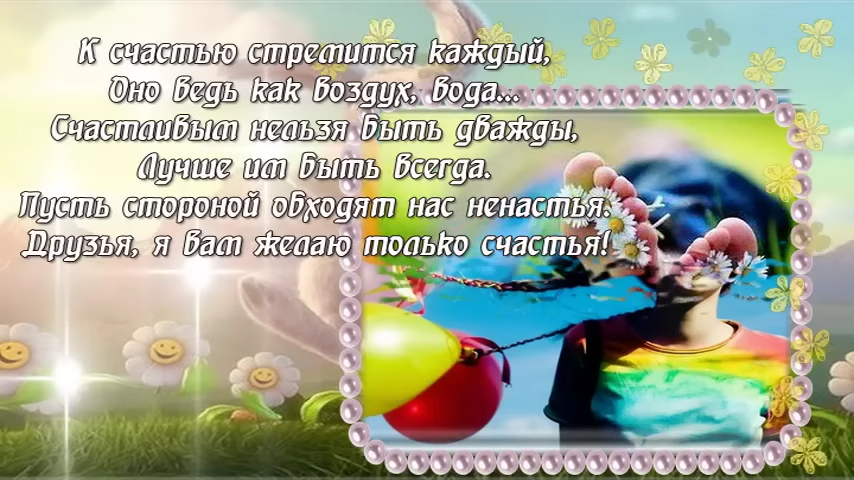 К счастью стремится каждый,
Оно ведь как воздух, вода...
Счастливым нельзя быть дважды,
Лучше им быть всегда.
Пусть стороной обходят нас ненастья.
Друзья, я вам желаю только счастья!